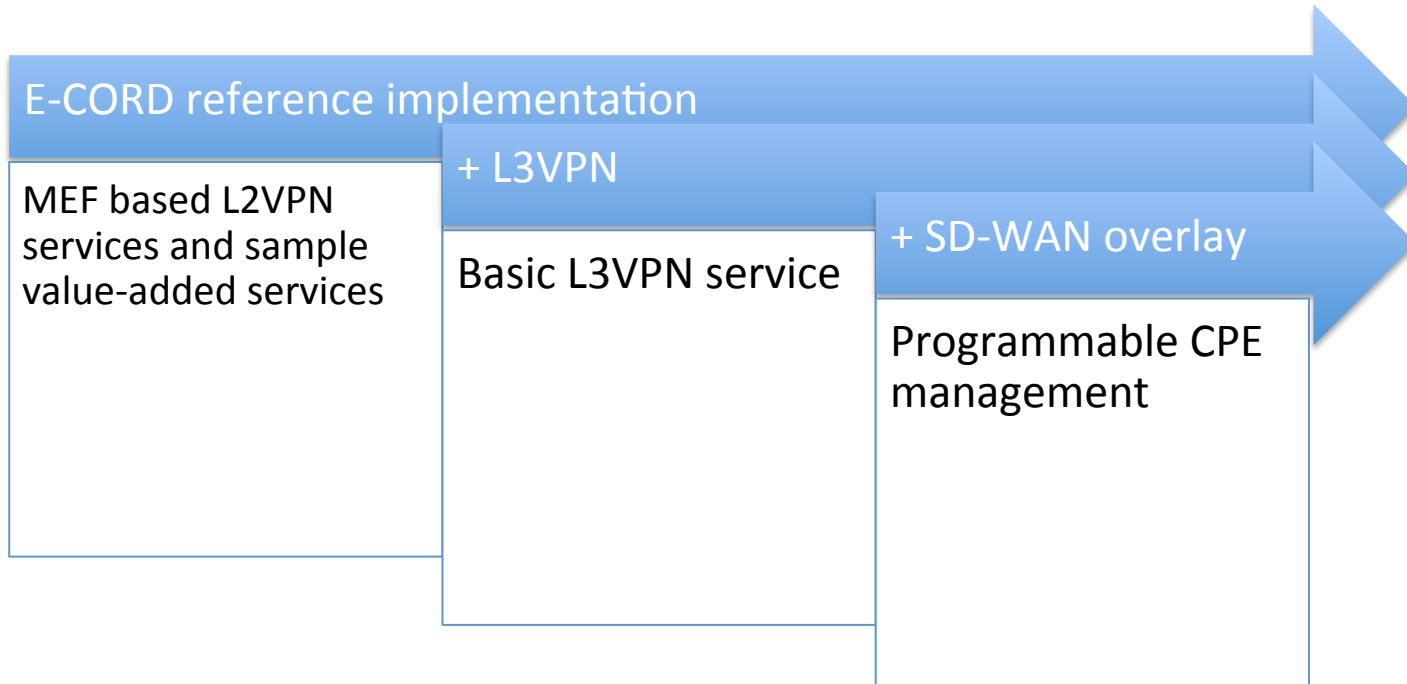 E-CORD reference implementation
MEF based L2VPN
services and sample
value-added services
+ L3VPN
Basic L3VPN service
+ SD-WAN overlay
Programmable CPE
management